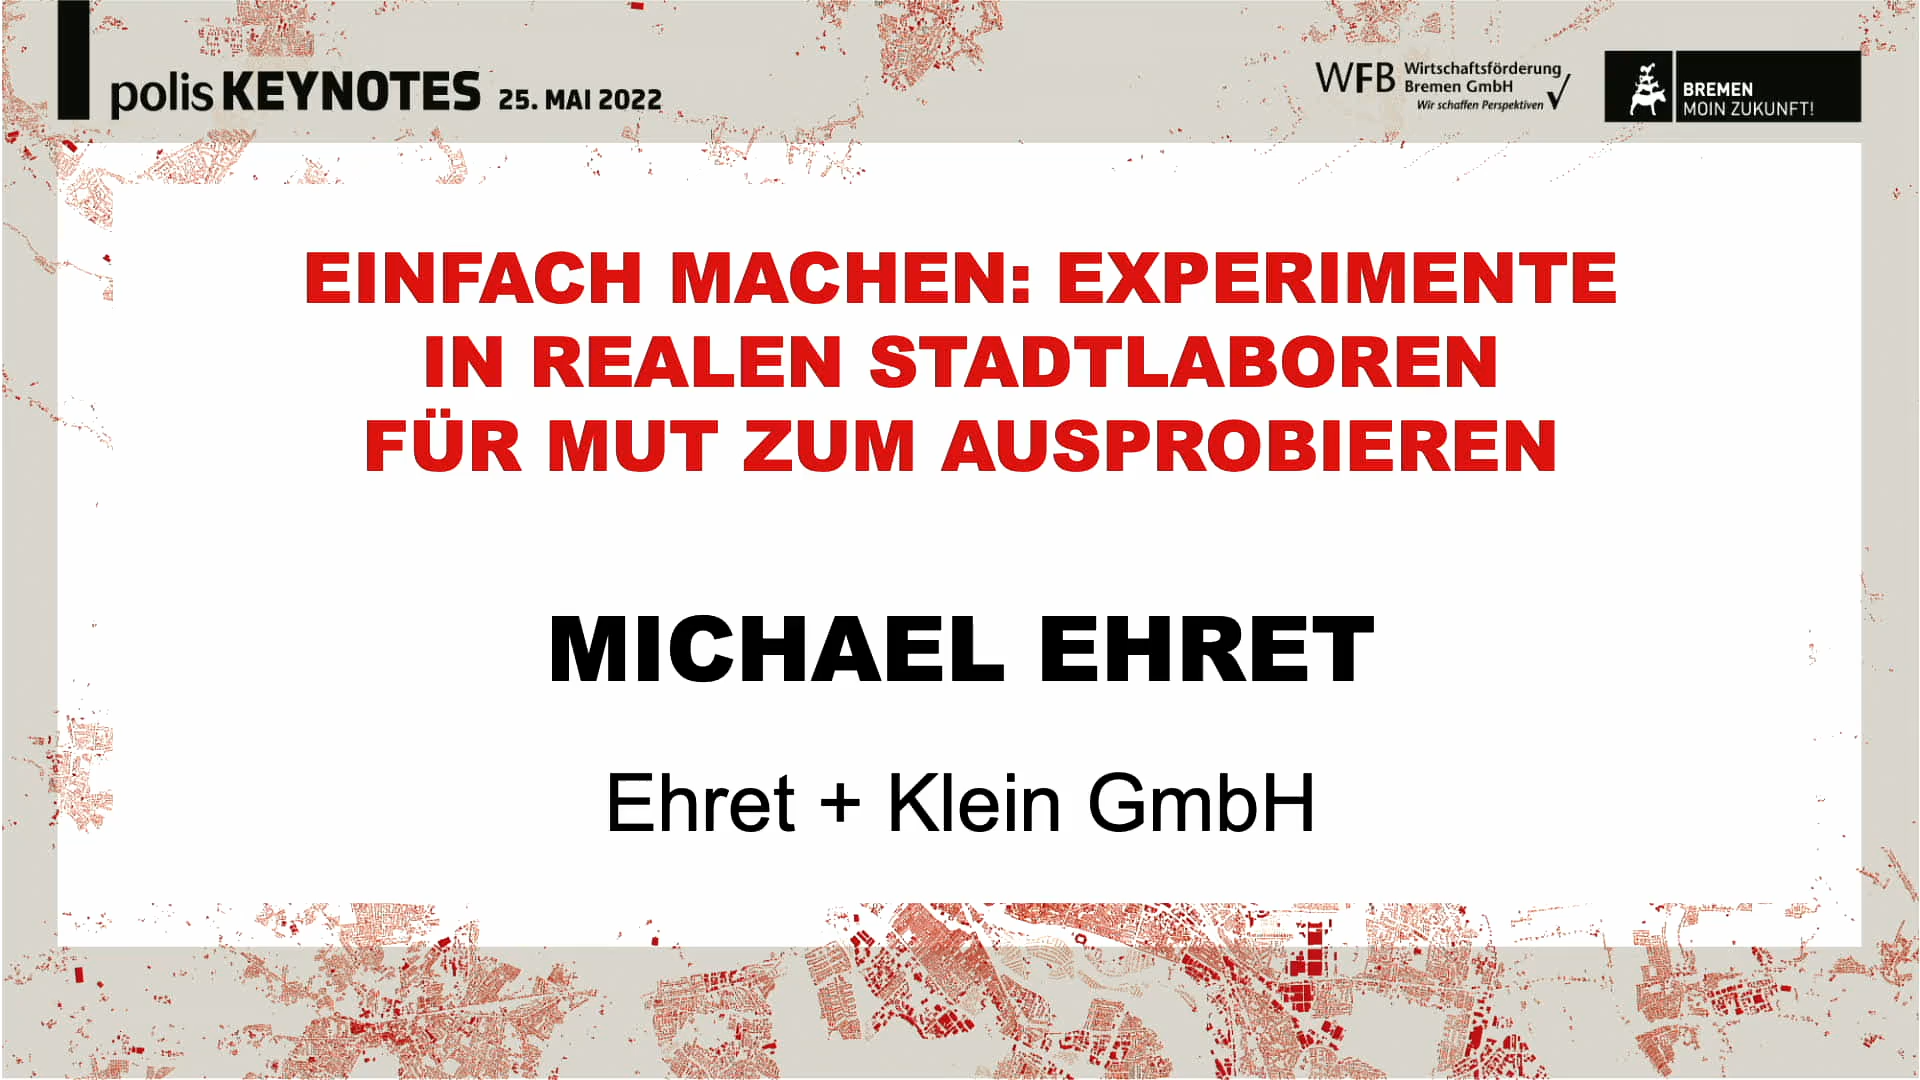 polis KEYNOTES 25. MAI 2022
WFB Wirtschaftsförderung
Bremen GmbH
Wir schaffen Perspektiven
BREMEN
MOIN ZUKUNFT!
EINFACH MACHEN: EXPERIMENTE
IN REALEN STADTLABOREN
FÜR MUT ZUM AUSPROBIEREN
MICHAEL EHRET
Ehret + Klein GmbH